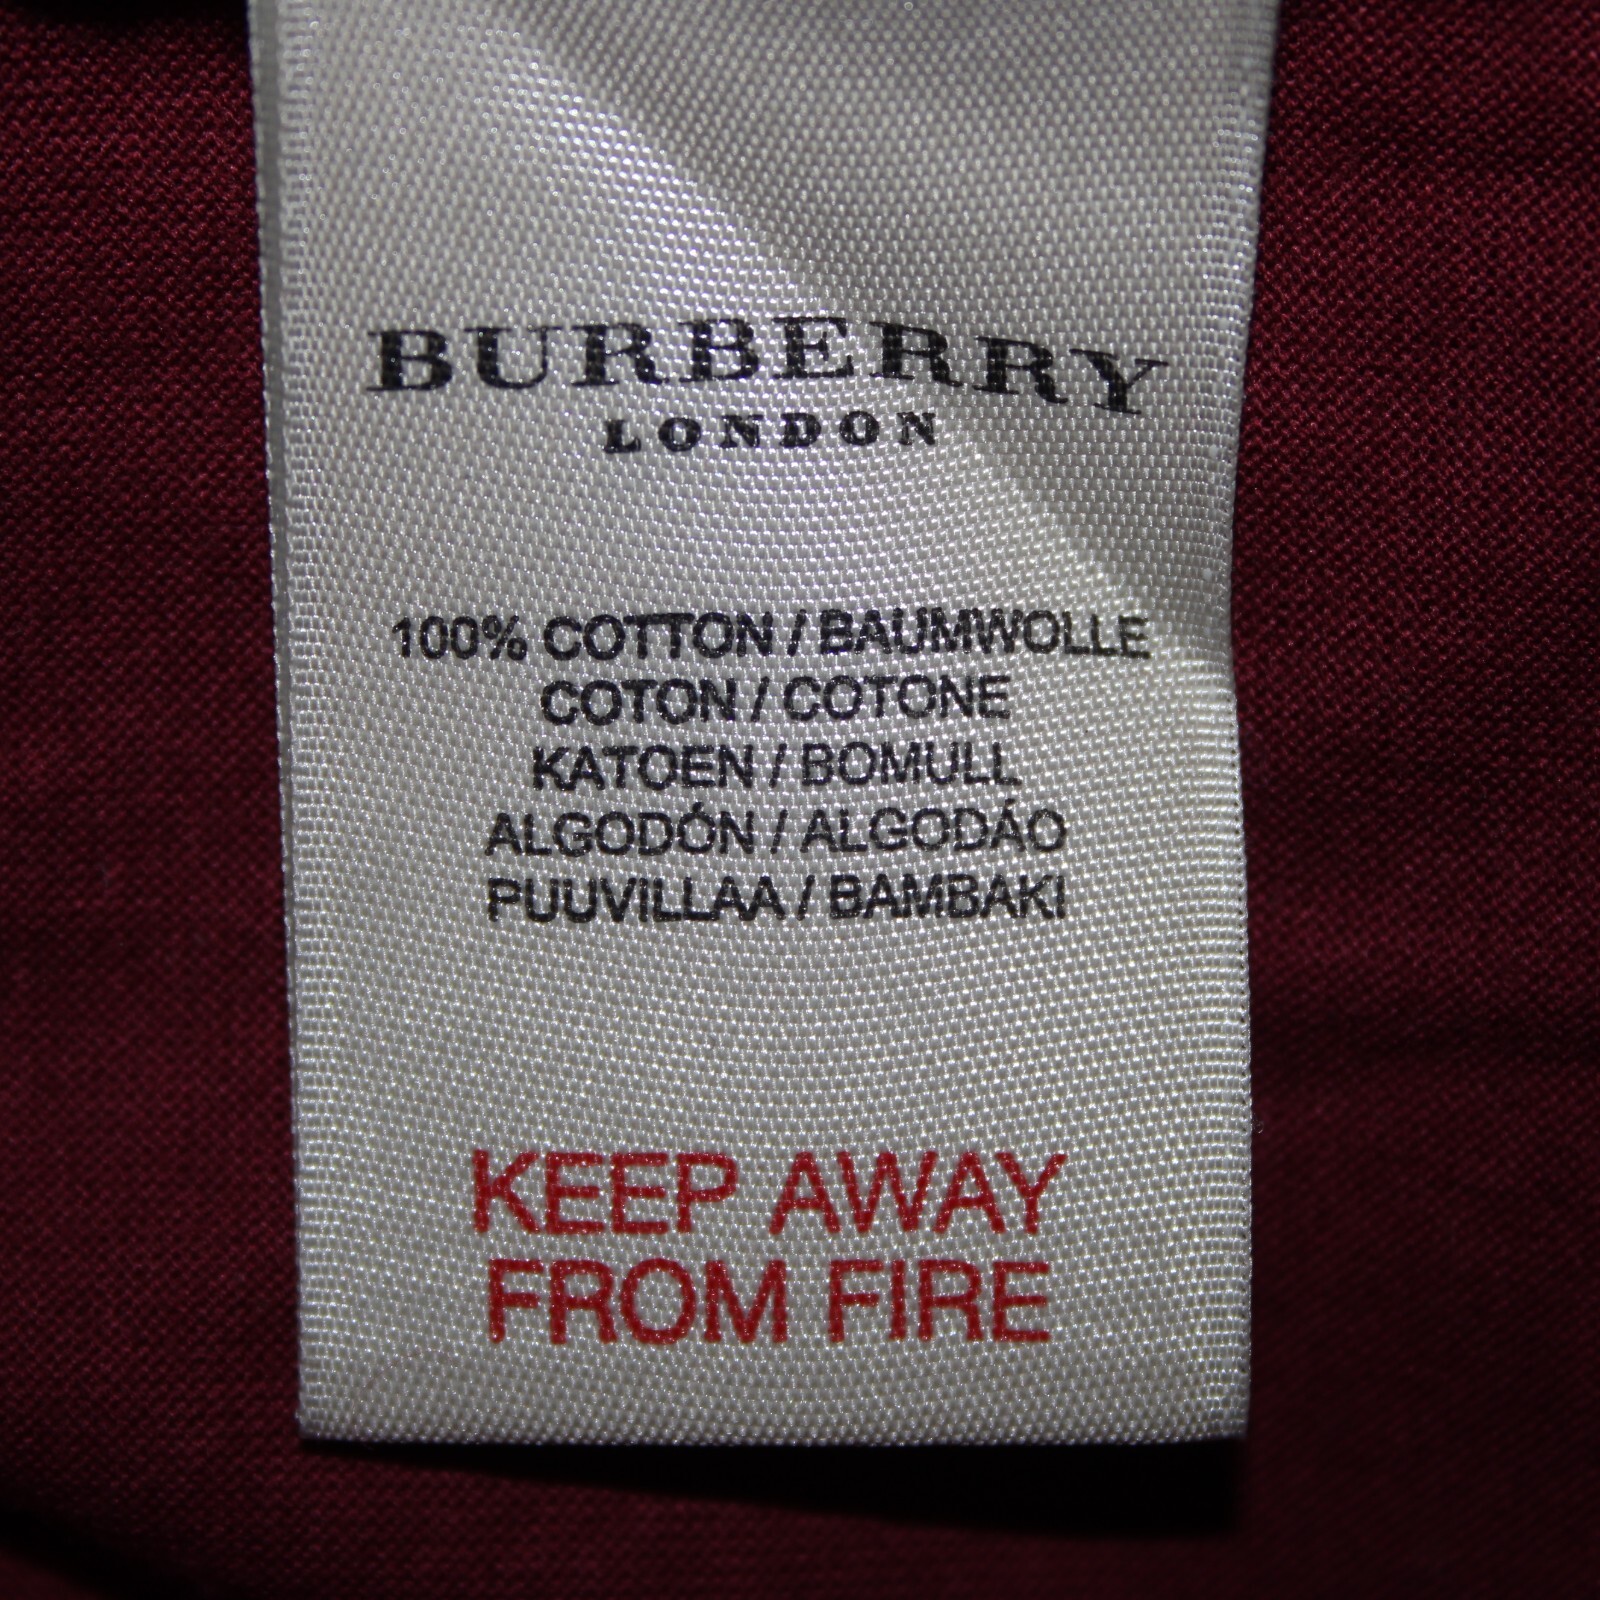 BURBERRY
LONDON
100% COTTON / BAUMWOLLE
COTON / COTONE
KATOEN / BOMULL
ALGODÓN / ALGODÁO
PUUVILLAA / BAMBAKI
KEEP AWAY
FROM FIRE